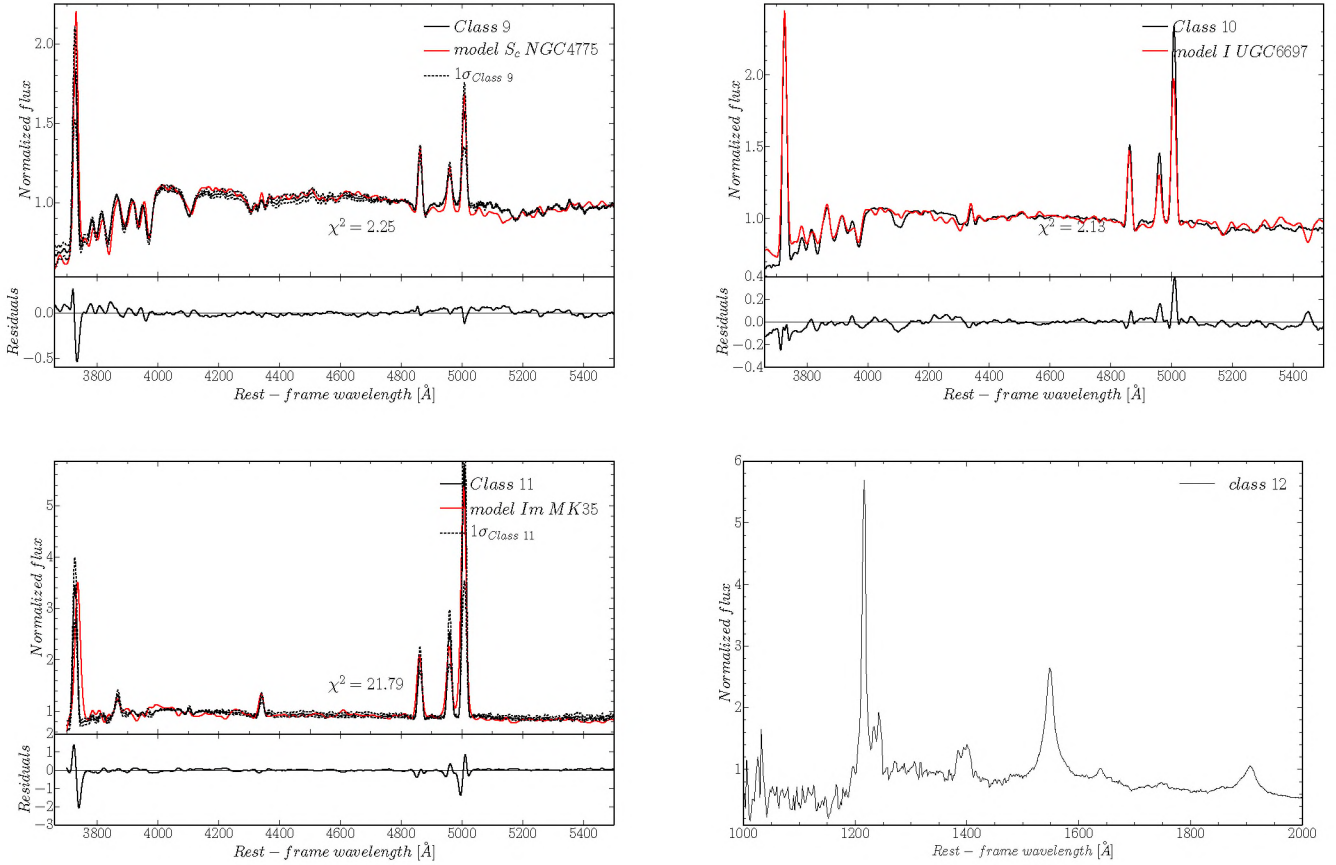 Class 9
model S_c NGC4775
1σ_Class 9
χ² = 2.25
Normalized flux
2.0
1.5
1.0
Residuals
0.0
−0.5
3800 4000 4200 4400 4600 4800 5000 5200 5400
Rest − frame wavelength [Å]
Class 10
model I UGC6697
χ² = 2.13
Normalized flux
2.0
1.5
1.0
0.4
Residuals
0.4
0.2
0.0
−0.2
−0.4
3800 4000 4200 4400 4600 4800 5000 5200 5400
Rest − frame wavelength [Å]
Class 11
model Im MK35
1σ_Class 11
χ² = 21.79
Normalized flux
5
4
3
2
1
2
Residuals
1
0
−1
−2
−3
3800 4000 4200 4400 4600 4800 5000 5200 5400
Rest − frame wavelength [Å]
class 12
Normalized flux
6
5
4
3
2
1
1000 1200 1400 1600 1800 2000
Rest − frame wavelength [Å]